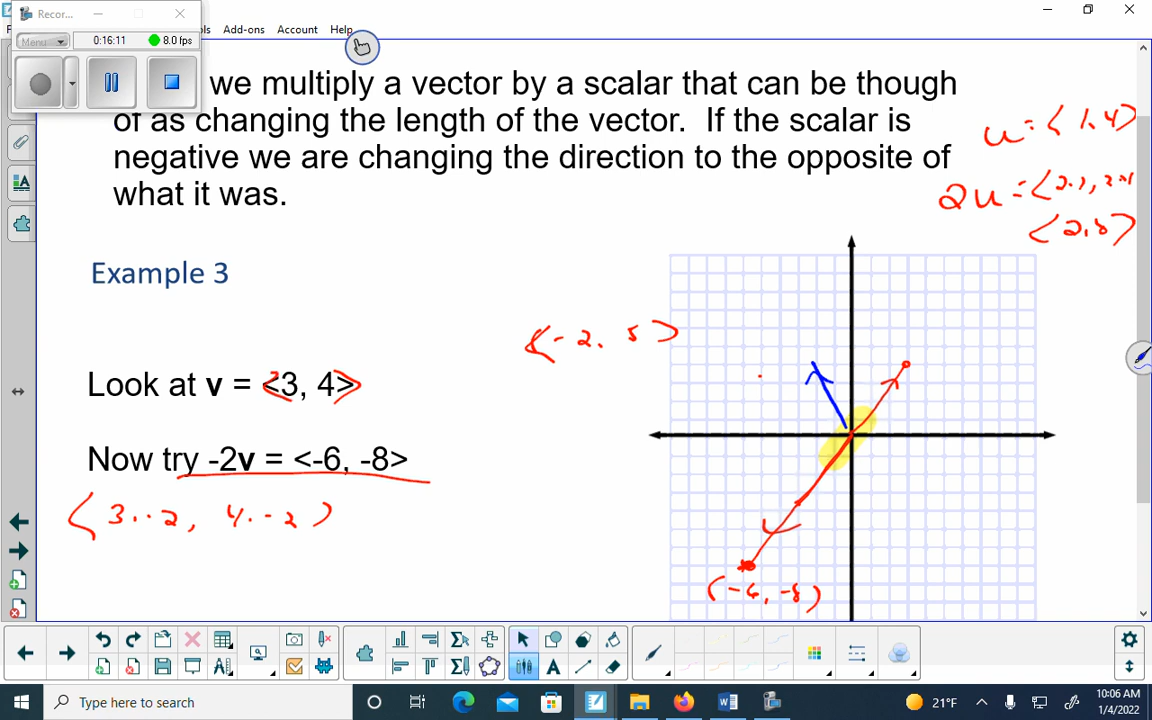 Recor...
Menu
0:16:11
8.0 fps
Add-ons Account Help
we multiply a vector by a scalar that can be though
of as changing the length of the vector. If the scalar is
negative we are changing the direction to the opposite of
what it was.
u = < 1, 4 >
2u = < 2·1, 2·4
< 2, 8 >
Example 3
Look at v = <3, 4>
Now try -2v = <-6, -8>
< 3·-2, 4·-2 >
(-6, -8)
Type here to search
21°F
10:06 AM
1/4/2022